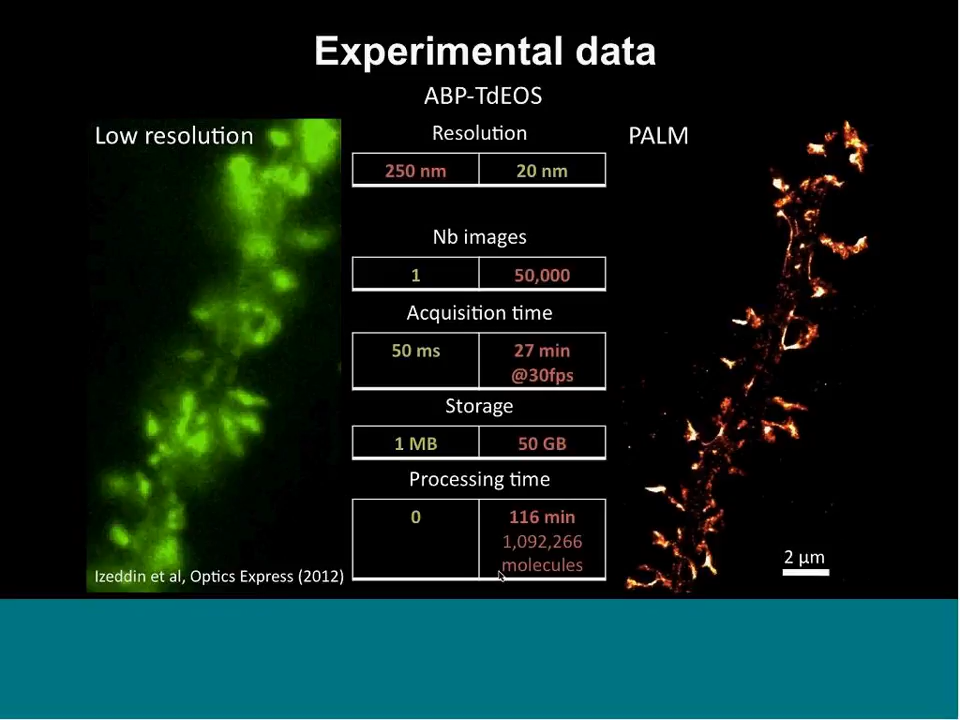 Experimental data
ABP-TdEOS
Low resolution
Resolution
PALM
250 nm 20 nm
Nb images
1 50,000
Acquisition time
50 ms 27 min
@30fps
Storage
1 MB 50 GB
Processing time
0 116 min
1,092,266
molecules
2 µm
Izeddin et al, Optics Express (2012)